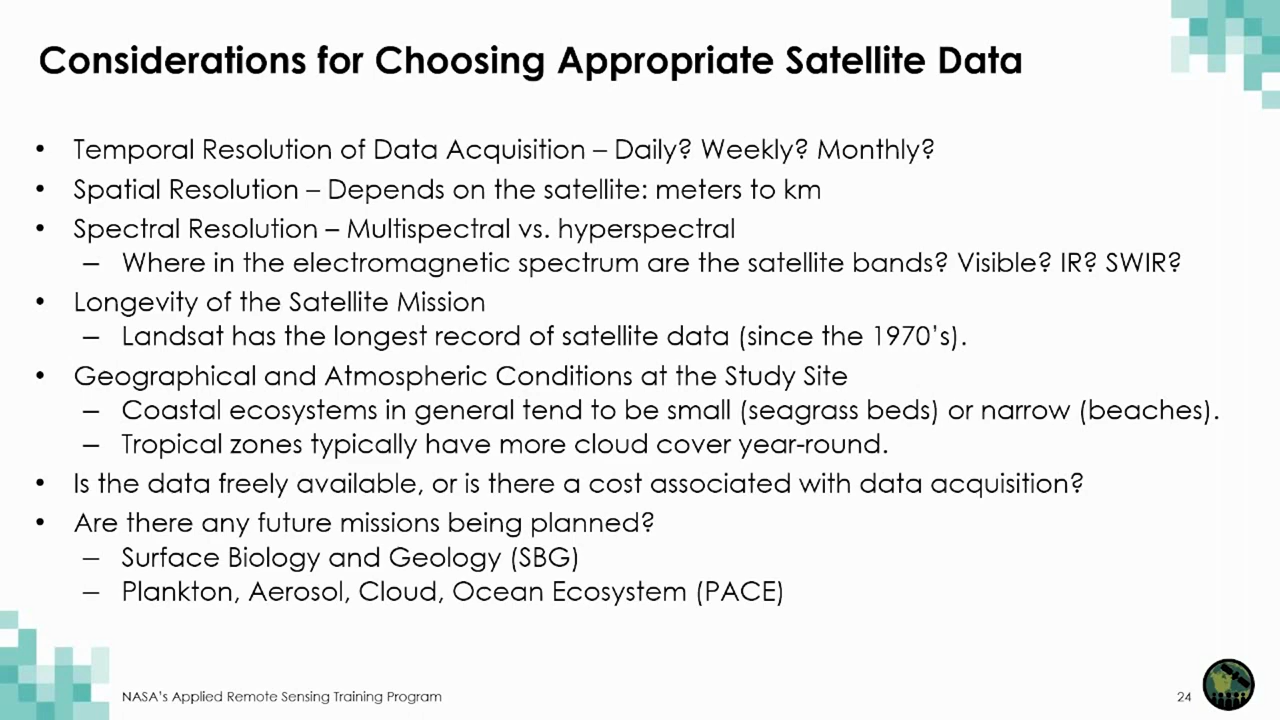 Considerations for Choosing Appropriate Satellite Data
• Temporal Resolution of Data Acquisition – Daily? Weekly? Monthly?
• Spatial Resolution – Depends on the satellite: meters to km
• Spectral Resolution – Multispectral vs. hyperspectral
– Where in the electromagnetic spectrum are the satellite bands? Visible? IR? SWIR?
• Longevity of the Satellite Mission
– Landsat has the longest record of satellite data (since the 1970's).
• Geographical and Atmospheric Conditions at the Study Site
– Coastal ecosystems in general tend to be small (seagrass beds) or narrow (beaches).
– Tropical zones typically have more cloud cover year-round.
• Is the data freely available, or is there a cost associated with data acquisition?
• Are there any future missions being planned?
– Surface Biology and Geology (SBG)
– Plankton, Aerosol, Cloud, Ocean Ecosystem (PACE)
NASA's Applied Remote Sensing Training Program
24